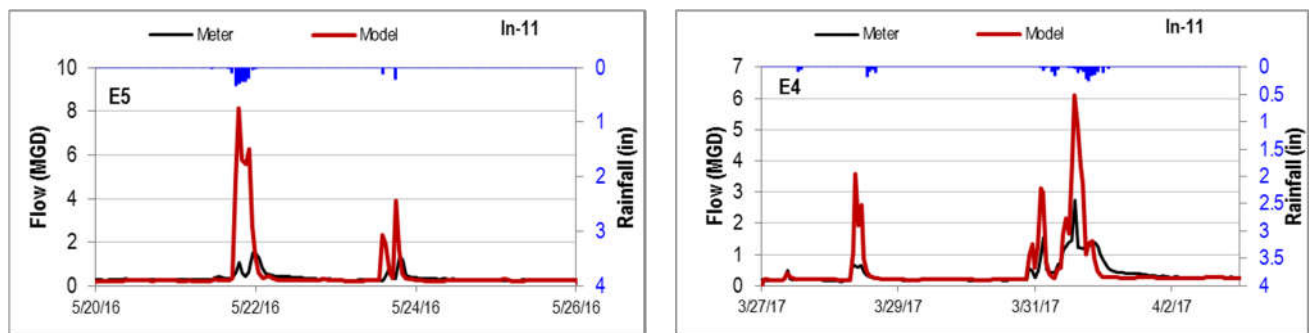 Meter Model In-11
E5
Flow (MGD)
10
8
6
4
2
0
Rainfall (in)
0
1
2
3
4
5/20/16 5/22/16 5/24/16 5/26/16
Meter Model In-11
E4
Flow (MGD)
7
6
5
4
3
2
1
0
Rainfall (in)
0
0.5
1
1.5
2
2.5
3
3.5
4
3/27/17 3/29/17 3/31/17 4/2/17